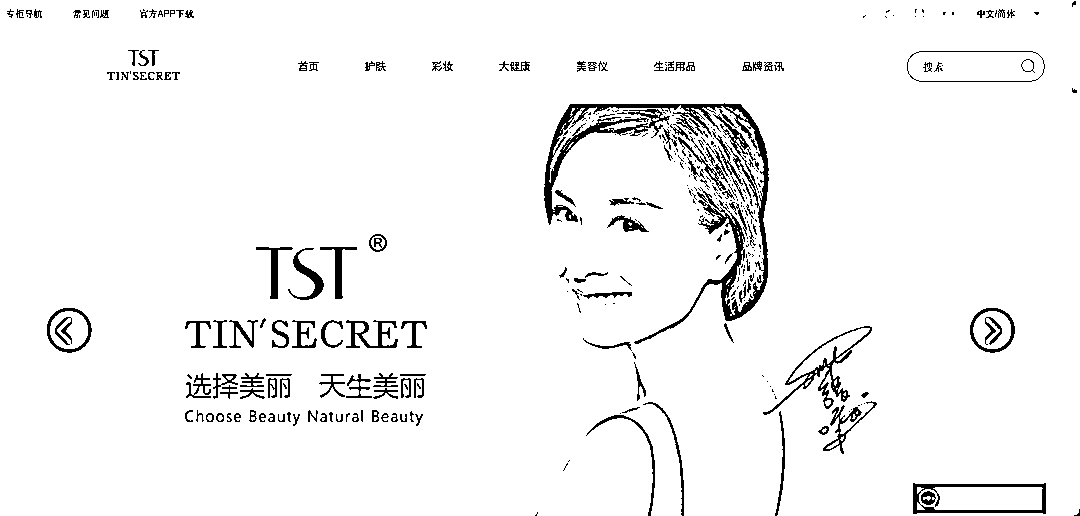 专柜导航 常见问题 官方APP下载 中文/简体
TST
TIN'SECRET
首页 护肤 彩妆 大健康 美容仪 生活用品 品牌资讯 搜索
TST®
TIN'SECRET
选择美丽 天生美丽
Choose Beauty Natural Beauty